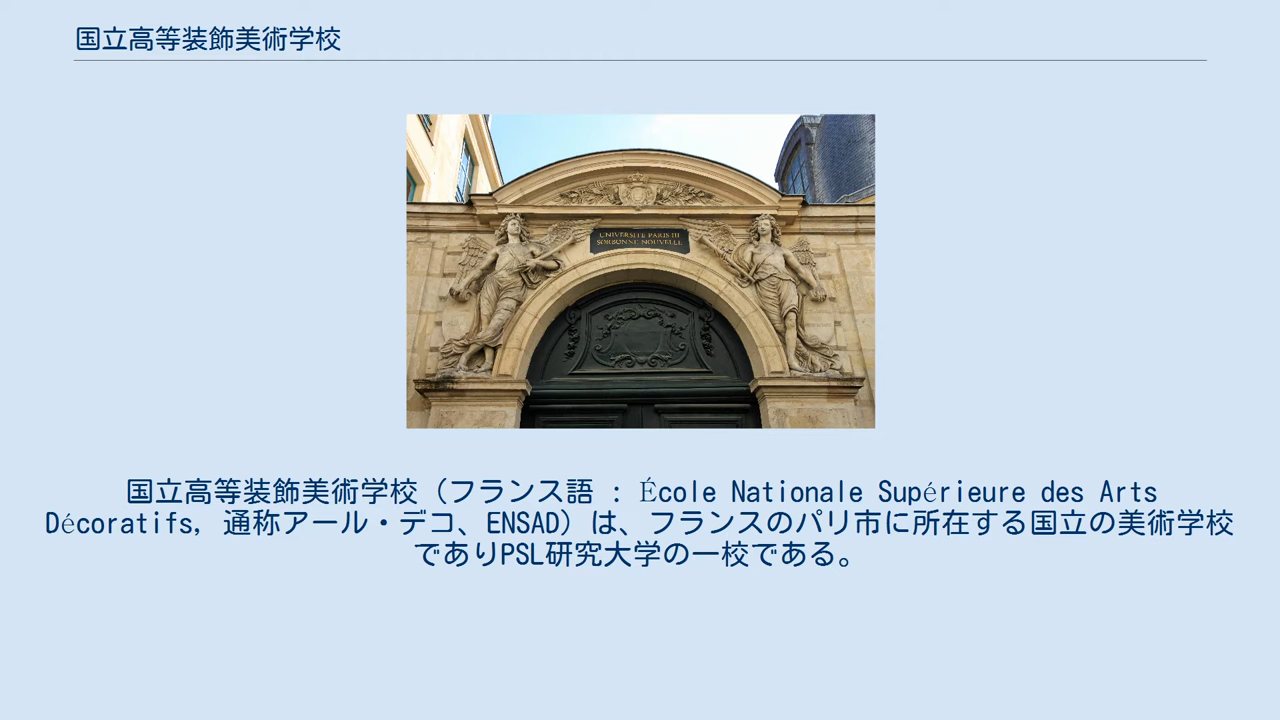 国立高等装飾美術学校
UNIVERSITE PARIS III
SORBONNE NOUVELLE
国立高等装飾美術学校（フランス語 : École Nationale Supérieure des Arts
Décoratifs, 通称アール・デコ、ENSAD）は、フランスのパリ市に所在する国立の美術学校
でありPSL研究大学の一校である。